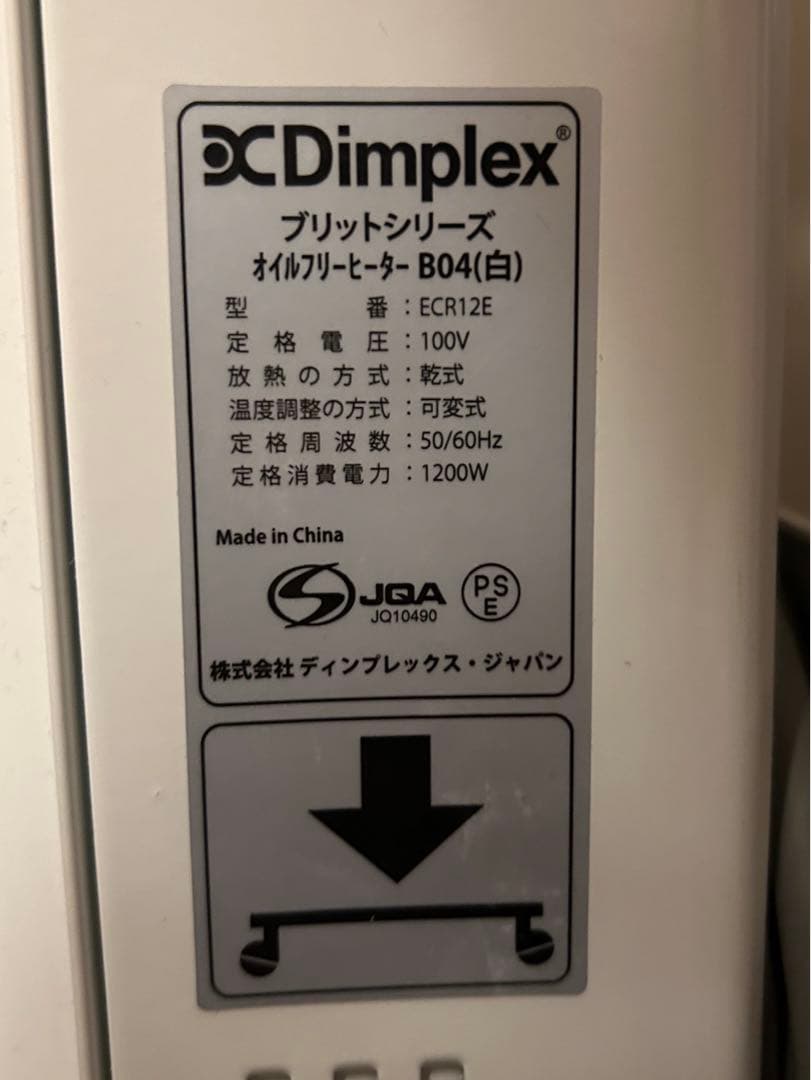 Dimplex®
ブリットシリーズ
オイルフリーヒーター B04(白)
型番：ECR12E
定格電圧：100V
放熱の方式：乾式
温度調整の方式：可変式
定格周波数：50/60Hz
定格消費電力：1200W
Made in China
S JQA PSE
JQ10490
株式会社 ディンプレックス・ジャパン